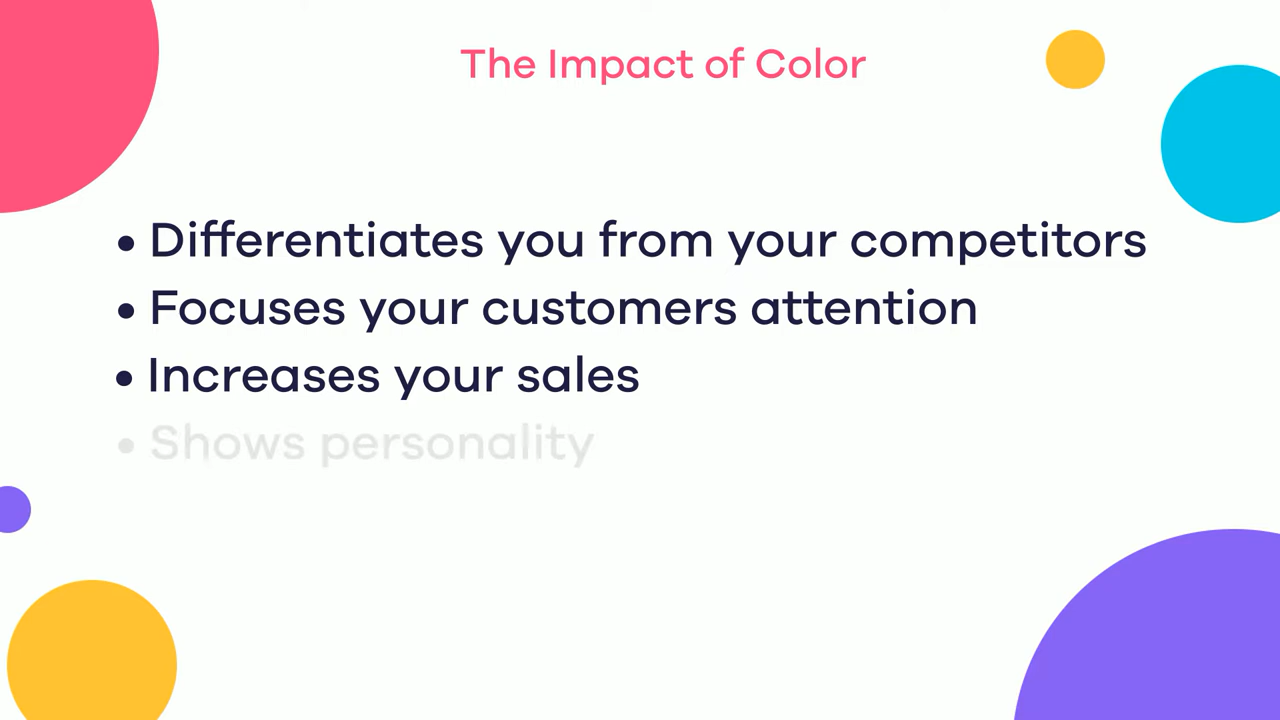 The Impact of Color
• Differentiates you from your competitors
• Focuses your customers attention
• Increases your sales
• Shows personality